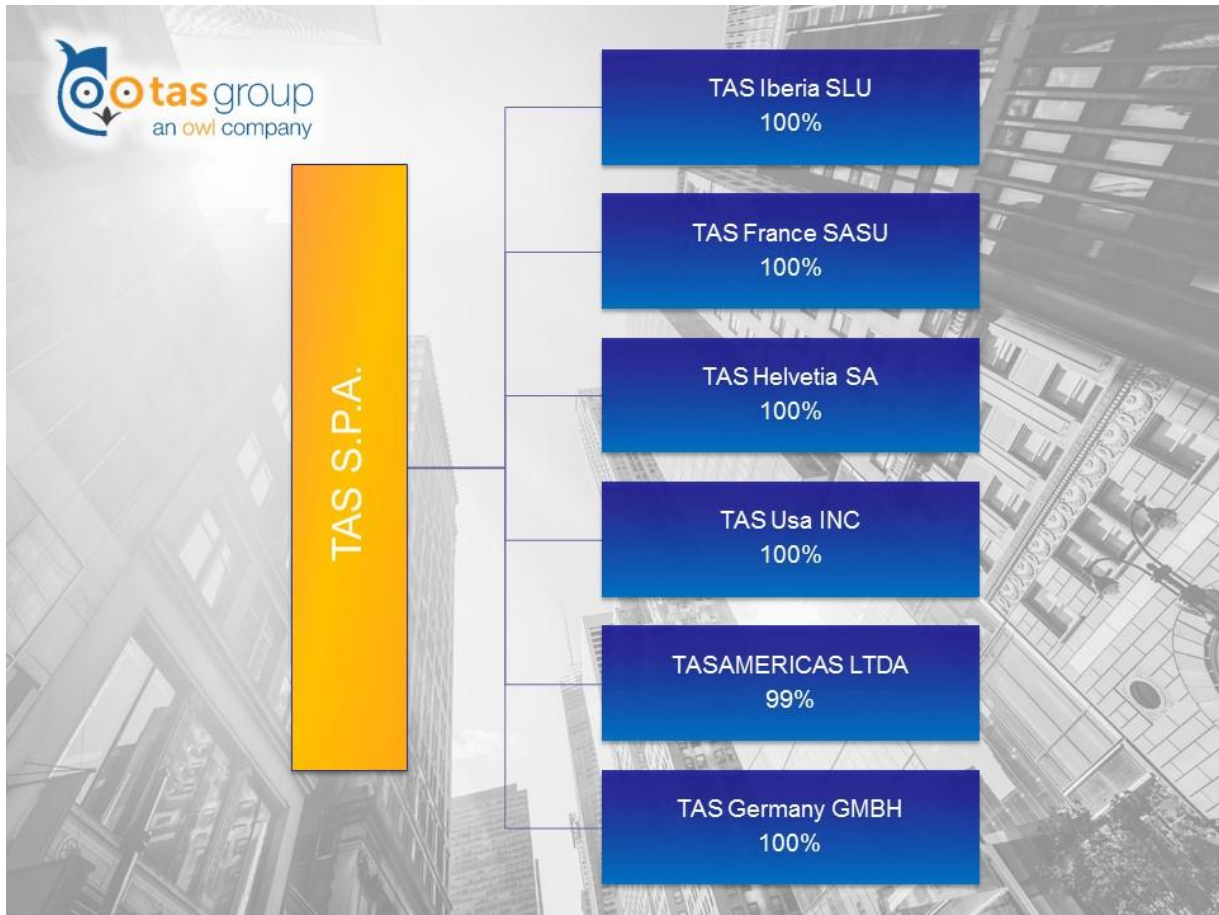 tas group
an owl company
TAS S.P.A.
TAS Iberia SLU
100%
TAS France SASU
100%
TAS Helvetia SA
100%
TAS Usa INC
100%
TASAMERICAS LTDA
99%
TAS Germany GMBH
100%